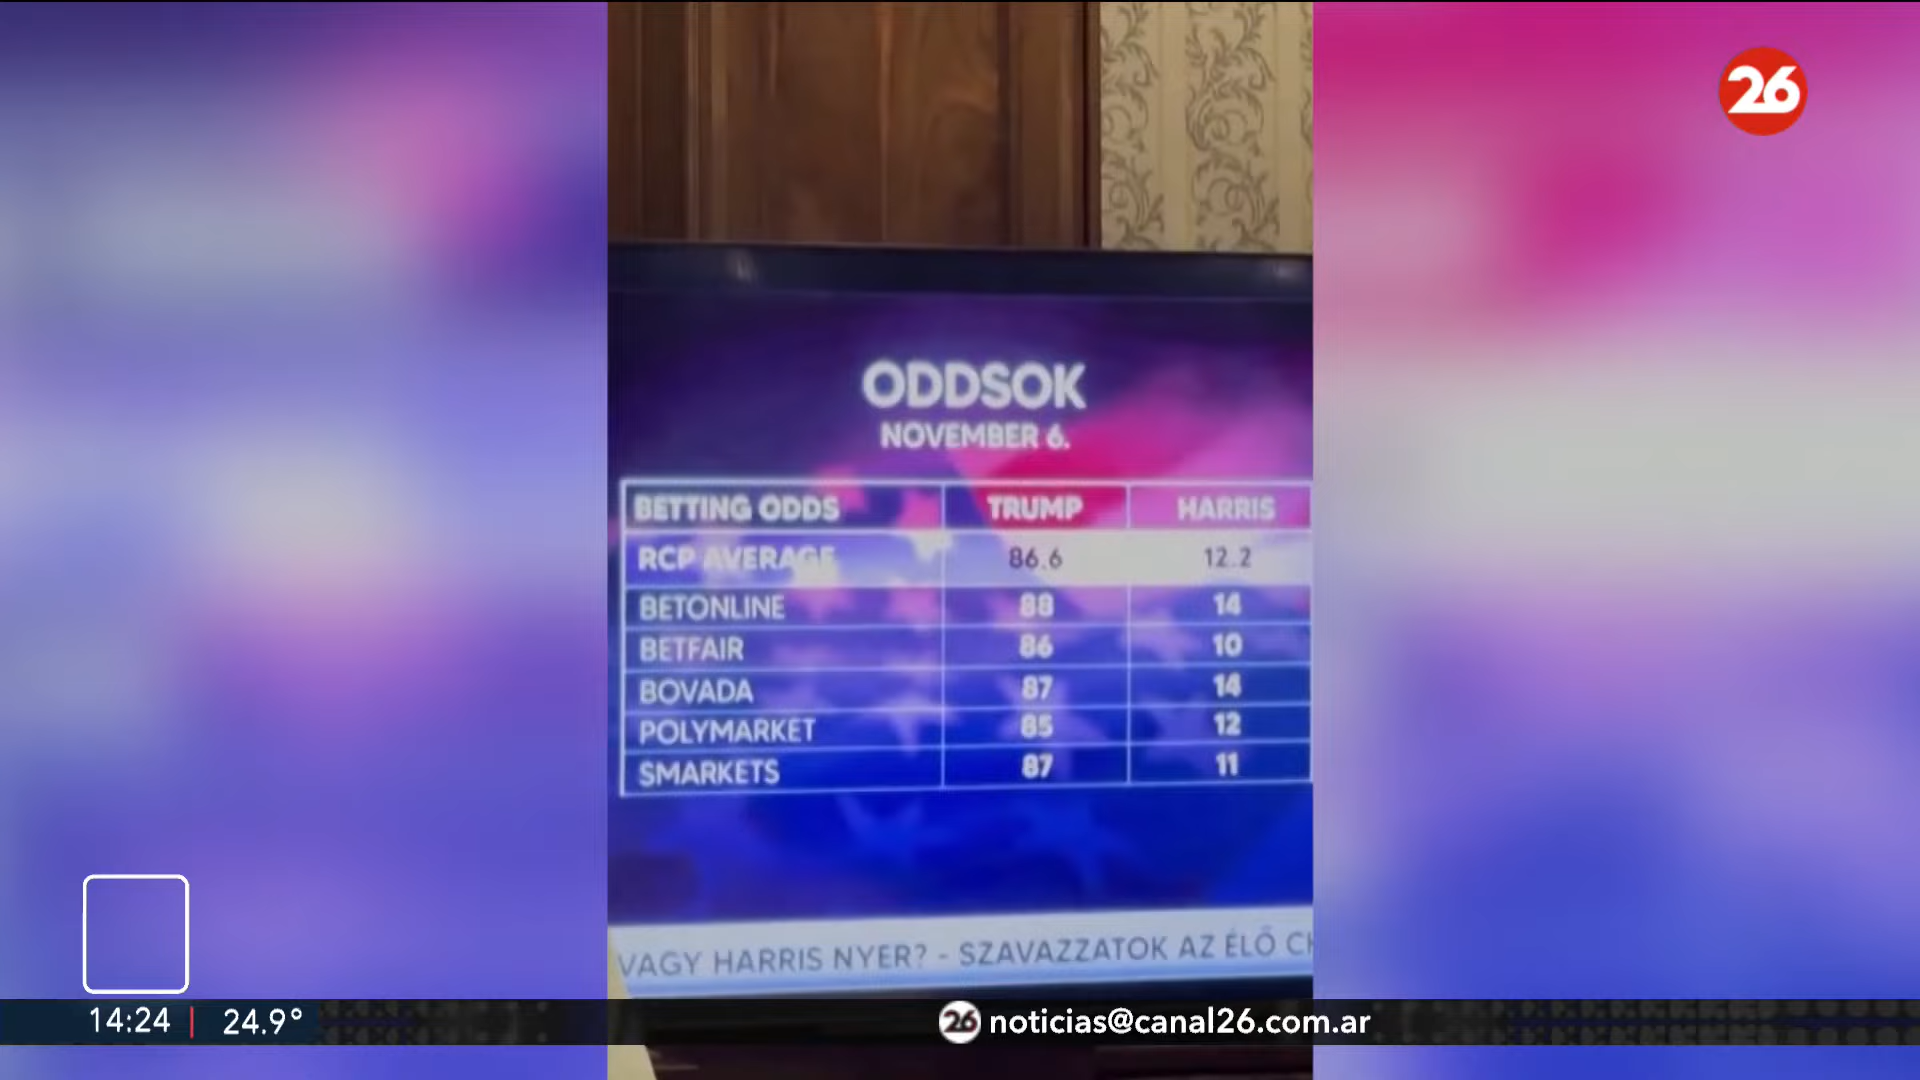 26
ODDSOK
NOVEMBER 6.
BETTING ODDS TRUMP HARRIS
RCP AVERAGE 86.6 12.2
BETONLINE 88 14
BETFAIR 86 10
BOVADA 87 14
POLYMARKET 85 12
SMARKETS 87 11
VAGY HARRIS NYER? - SZAVAZZATOK AZ ÉLŐ
14:24 24.9° 26 noticias@canal26.com.ar